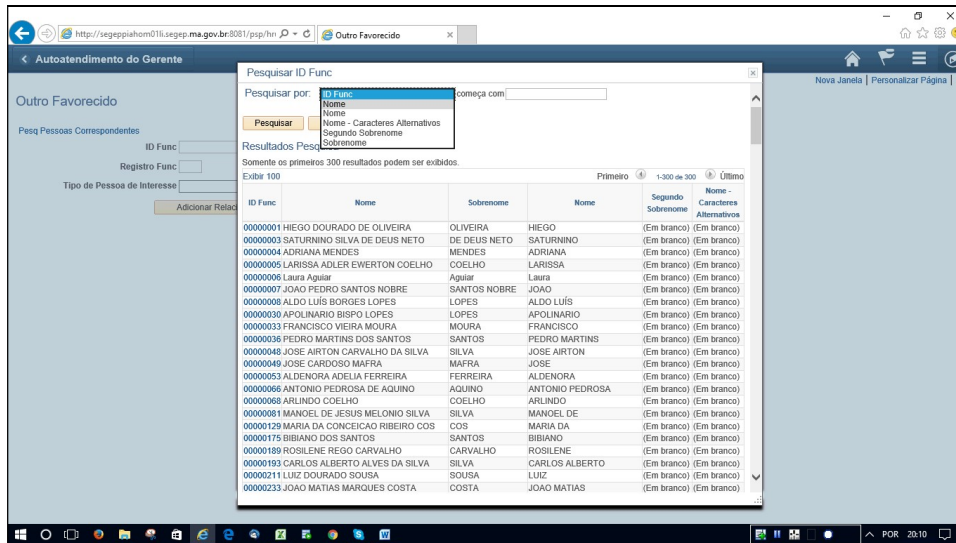 http://segeppiahom01li.segep.ma.gov.br:8081/psp/hr
Outro Favorecido
Autoatendimento do Gerente
Nova Janela | Personalizar Página |
Outro Favorecido
Pesq Pessoas Correspondentes
ID Func
Registro Func
Tipo de Pessoa de Interesse
Adicionar Relac
Pesquisar ID Func
Pesquisar por: ID Func começa com
Nome
Nome
Nome - Caracteres Alternativos
Segundo Sobrenome
Sobrenome
Pesquisar
Resultados Pesq
Somente os primeiros 300 resultados podem ser exibidos.
Exibir 100 Primeiro 1-300 de 300 Último
ID Func Nome Sobrenome Nome Segundo Sobrenome Nome - Caracteres Alternativos
00000001 HIEGO DOURADO DE OLIVEIRA OLIVEIRA HIEGO (Em branco) (Em branco)
00000003 SATURNINO SILVA DE DEUS NETO DE DEUS NETO SATURNINO (Em branco) (Em branco)
00000004 ADRIANA MENDES MENDES ADRIANA (Em branco) (Em branco)
00000005 LARISSA ADLER EWERTON COELHO COELHO LARISSA (Em branco) (Em branco)
00000006 Laura Aguiar Aguiar Laura (Em branco) (Em branco)
00000007 JOAO PEDRO SANTOS NOBRE SANTOS NOBRE JOAO (Em branco) (Em branco)
00000008 ALDO LUÍS BORGES LOPES LOPES ALDO LUÍS (Em branco) (Em branco)
00000030 APOLINARIO BISPO LOPES LOPES APOLINARIO (Em branco) (Em branco)
00000033 FRANCISCO VIEIRA MOURA MOURA FRANCISCO (Em branco) (Em branco)
00000036 PEDRO MARTINS DOS SANTOS SANTOS PEDRO MARTINS (Em branco) (Em branco)
00000048 JOSE AIRTON CARVALHO DA SILVA SILVA JOSE AIRTON (Em branco) (Em branco)
00000049 JOSE CARDOSO MAFRA MAFRA JOSE (Em branco) (Em branco)
00000053 ALDENORA ADELIA FERREIRA FERREIRA ALDENORA (Em branco) (Em branco)
00000066 ANTONIO PEDROSA DE AQUINO AQUINO ANTONIO PEDROSA (Em branco) (Em branco)
00000068 ARLINDO COELHO COELHO ARLINDO (Em branco) (Em branco)
00000081 MANOEL DE JESUS MELONIO SILVA SILVA MANOEL DE (Em branco) (Em branco)
00000129 MARIA DA CONCEICAO RIBEIRO COS COS MARIA DA (Em branco) (Em branco)
00000175 BIBIANO DOS SANTOS SANTOS BIBIANO (Em branco) (Em branco)
00000189 ROSILENE REGO CARVALHO CARVALHO ROSILENE (Em branco) (Em branco)
00000193 CARLOS ALBERTO ALVES DA SILVA SILVA CARLOS ALBERTO (Em branco) (Em branco)
00000211 LUIZ DOURADO SOUSA SOUSA LUIZ (Em branco) (Em branco)
00000233 JOAO MATIAS MARQUES COSTA COSTA JOAO MATIAS (Em branco) (Em branco)
POR 20:10